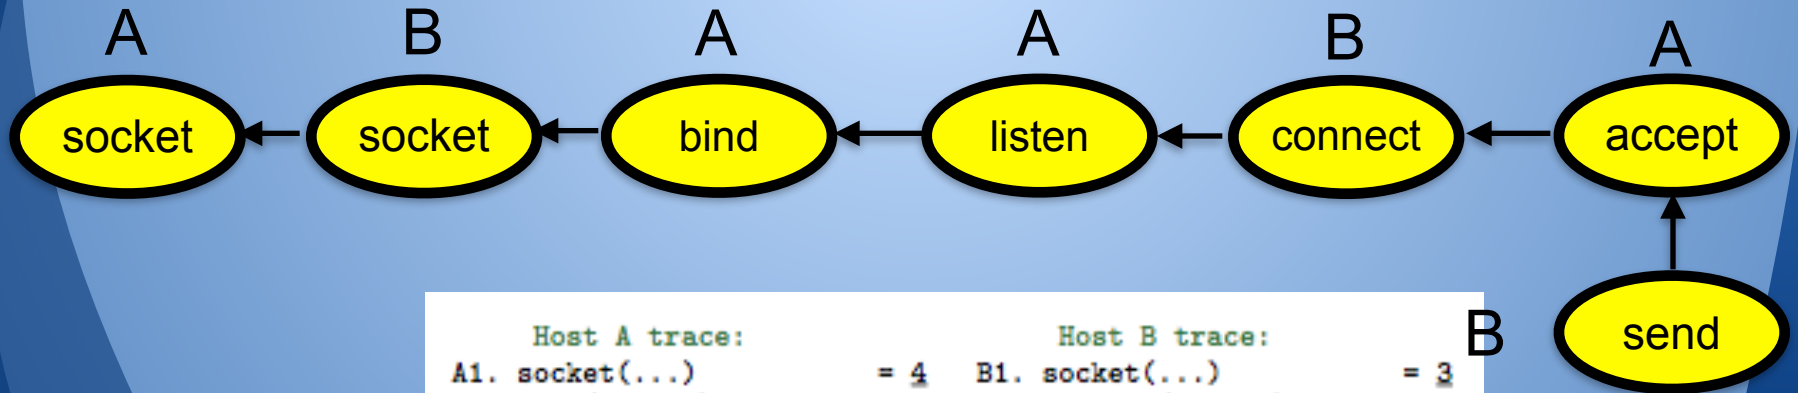 A B A A B A
socket socket bind listen connect accept
B send
Host A trace: Host B trace:
A1. socket(...) = 4 B1. socket(...) = 3